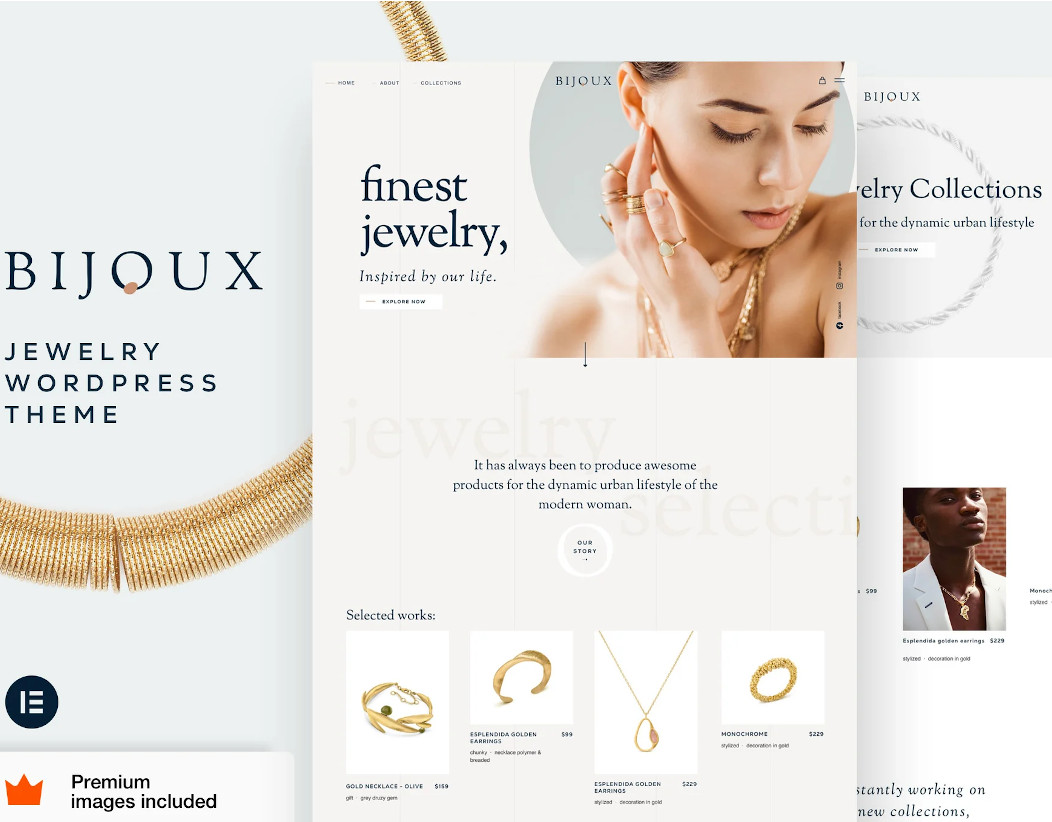 BIJOUX
JEWELRY
WORDPRESS
THEME
Premium
images included
HOME
ABOUT
COLLECTIONS
BIJOUX
finest
jewelry,
Inspired by our life.
EXPLORE NOW
Instagram
facebook
jewelry
selecti
It has always been to produce awesome
products for the dynamic urban lifestyle of the
modern woman.
OUR
STORY
Selected works:
GOLD NECKLACE - OLIVE $159
gift · grey druzy gem
ESPLENDIDA GOLDEN $99
EARRINGS
chunky · necklace polymer &
breaded
ESPLENDIDA GOLDEN $229
EARRINGS
stylized · decoration in gold
MONOCHROME $229
stylized · decoration in gold
BIJOUX
welry Collections
for the dynamic urban lifestyle
EXPLORE NOW
$99
Esplendida golden earrings $229
stylized · decoration in gold
Monoch
stylized ·
stantly working on
new collections,